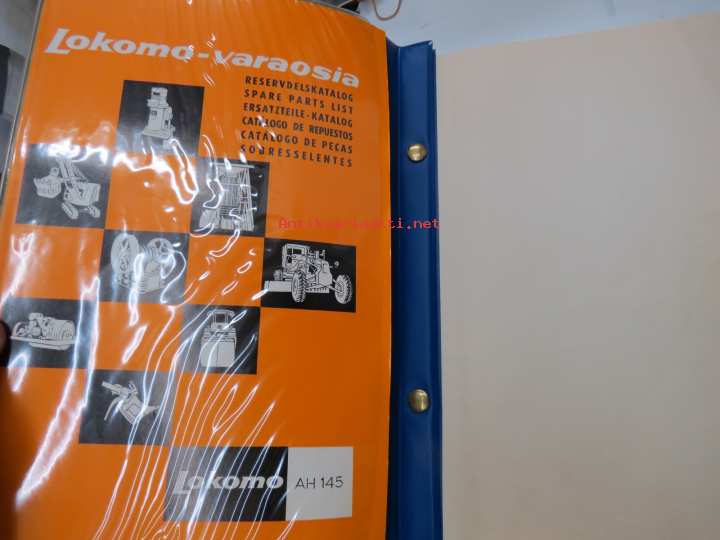 Lokomo-varaosia
RESERVDELSKATALOG
SPARE PARTS LIST
ERSATZTEILE-KATALOG
CATALOGO DE REPUESTOS
CATALOGO DE PEÇAS
SOBRESSELENTES
Antikvariaatti.net
Lokomo AH 145